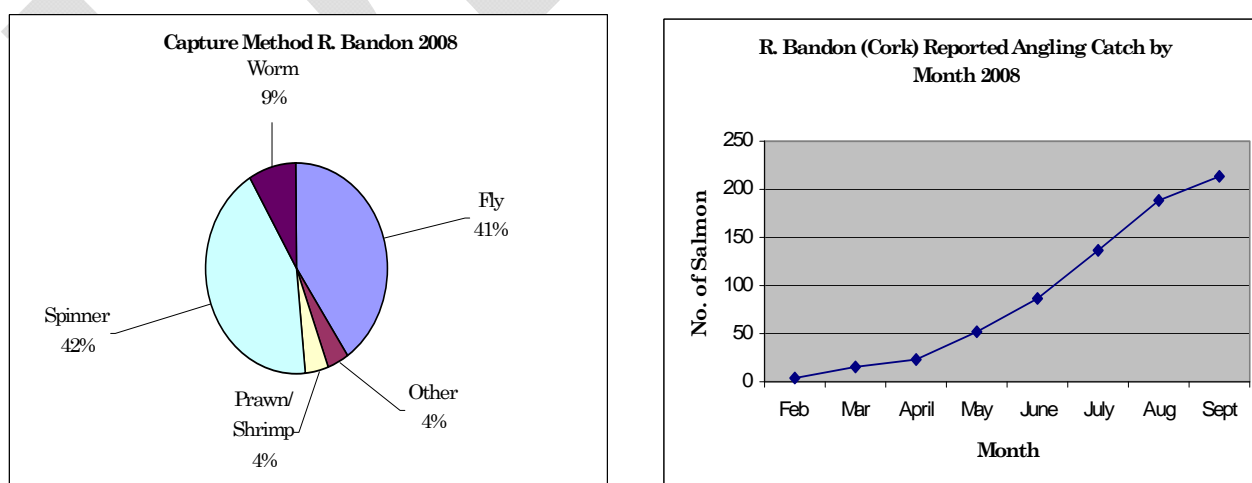 Capture Method R. Bandon 2008
Worm
9%
Fly
41%
Spinner
42%
Prawn/
Shrimp
4%
Other
4%
R. Bandon (Cork) Reported Angling Catch by
Month 2008
250
200
150
100
50
0
No. of Salmon
Feb Mar April May June July Aug Sept
Month